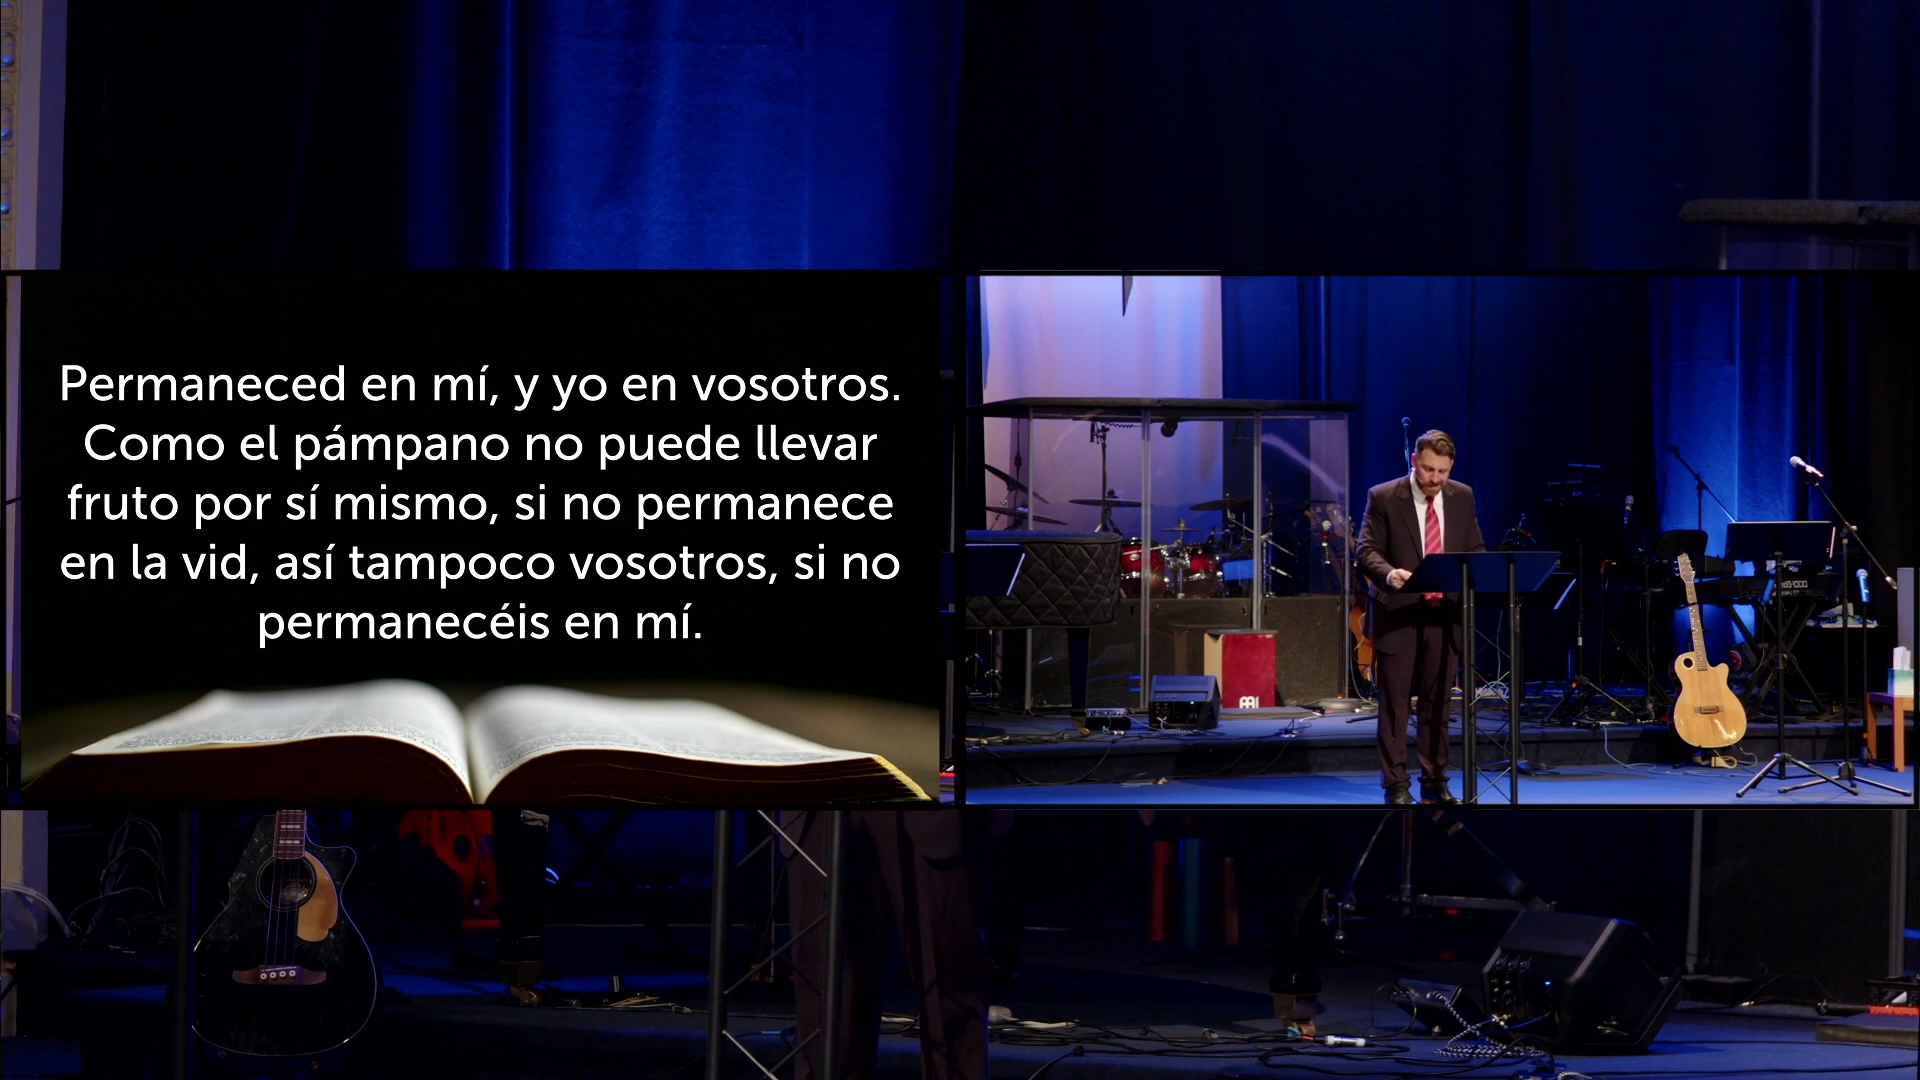 Permaneced en mí, y yo en vosotros.
Como el pámpano no puede llevar
fruto por sí mismo, si no permanece
en la vid, así tampoco vosotros, si no
permanecéis en mí.